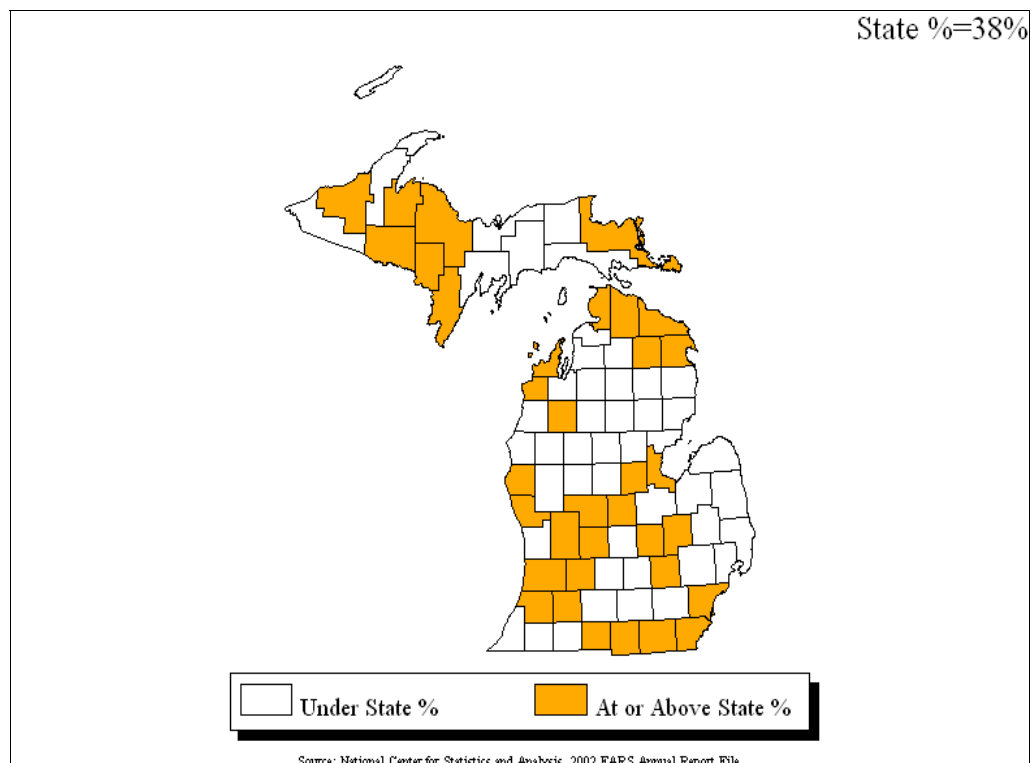 State %=38%
Under State %
At or Above State %
Source: National Center for Statistics and Analysis, 2002 FARS Annual Report File